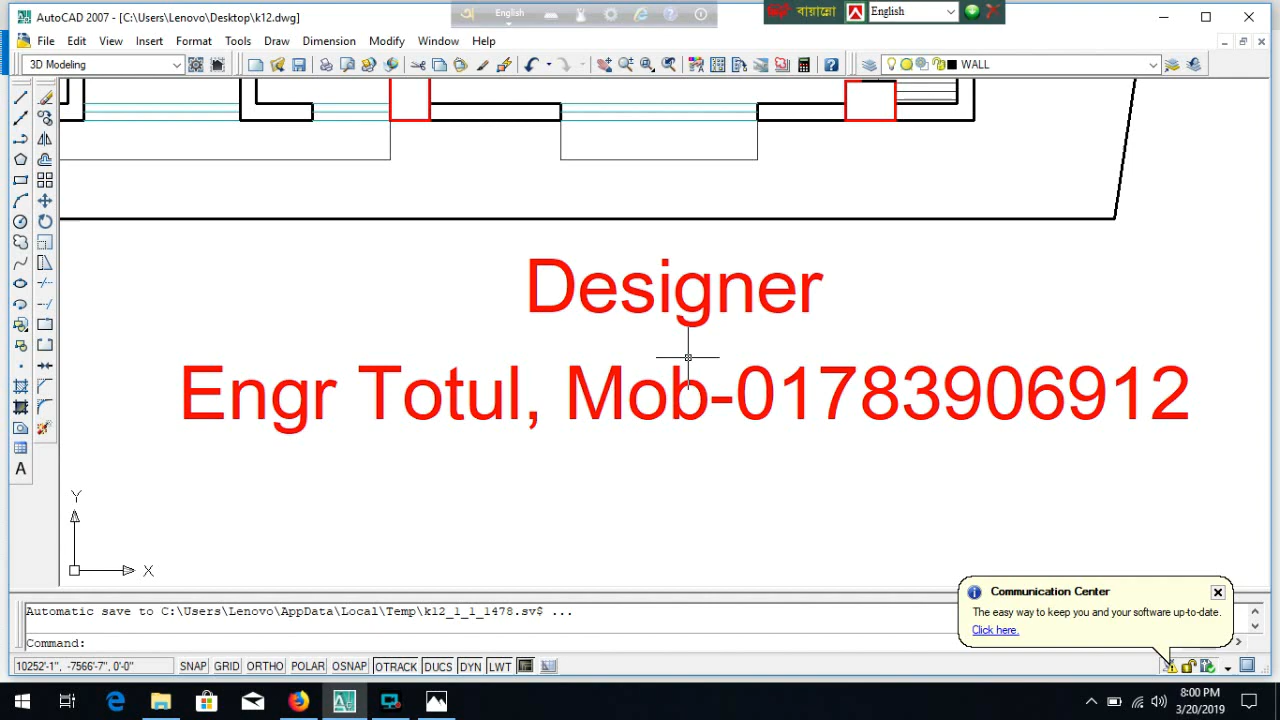 AutoCAD 2007 - [C:\Users\Lenovo\Desktop\k12.dwg]
English
বায়ান্নো
English
File Edit View Insert Format Tools Draw Dimension Modify Window Help
3D Modeling
WALL
Designer
Engr Totul, Mob-01783906912
Y
X
Communication Center
The easy way to keep you and your software up-to-date.
Click here.
Automatic save to C:\Users\Lenovo\AppData\Local\Temp\k12_1_1_1478.sv$ ...
Command:
10252'-1", -7566'-7", 0'-0" SNAP GRID ORTHO POLAR OSNAP OTRACK DUCS DYN LWT
8:00 PM
3/20/2019